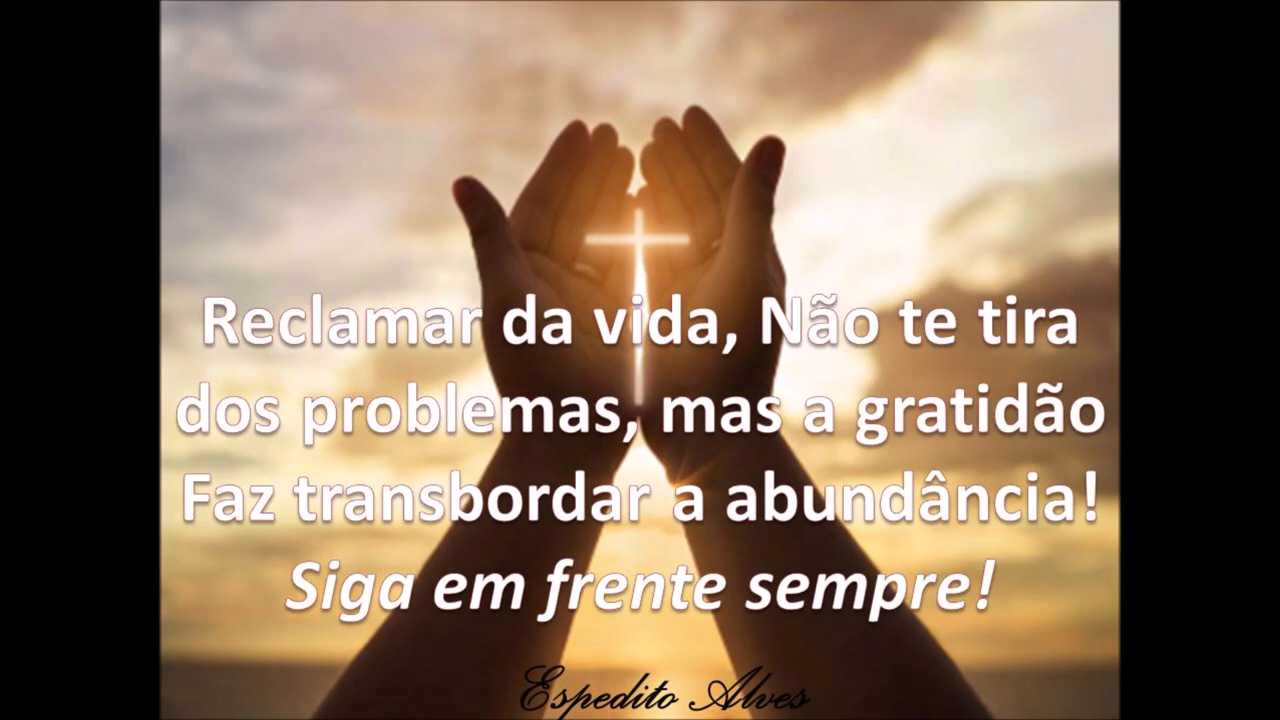 Reclamar da vida, Não te tira
dos problemas, mas a gratidão
Faz transbordar a abundância!
Siga em frente sempre!
Espedito Alves